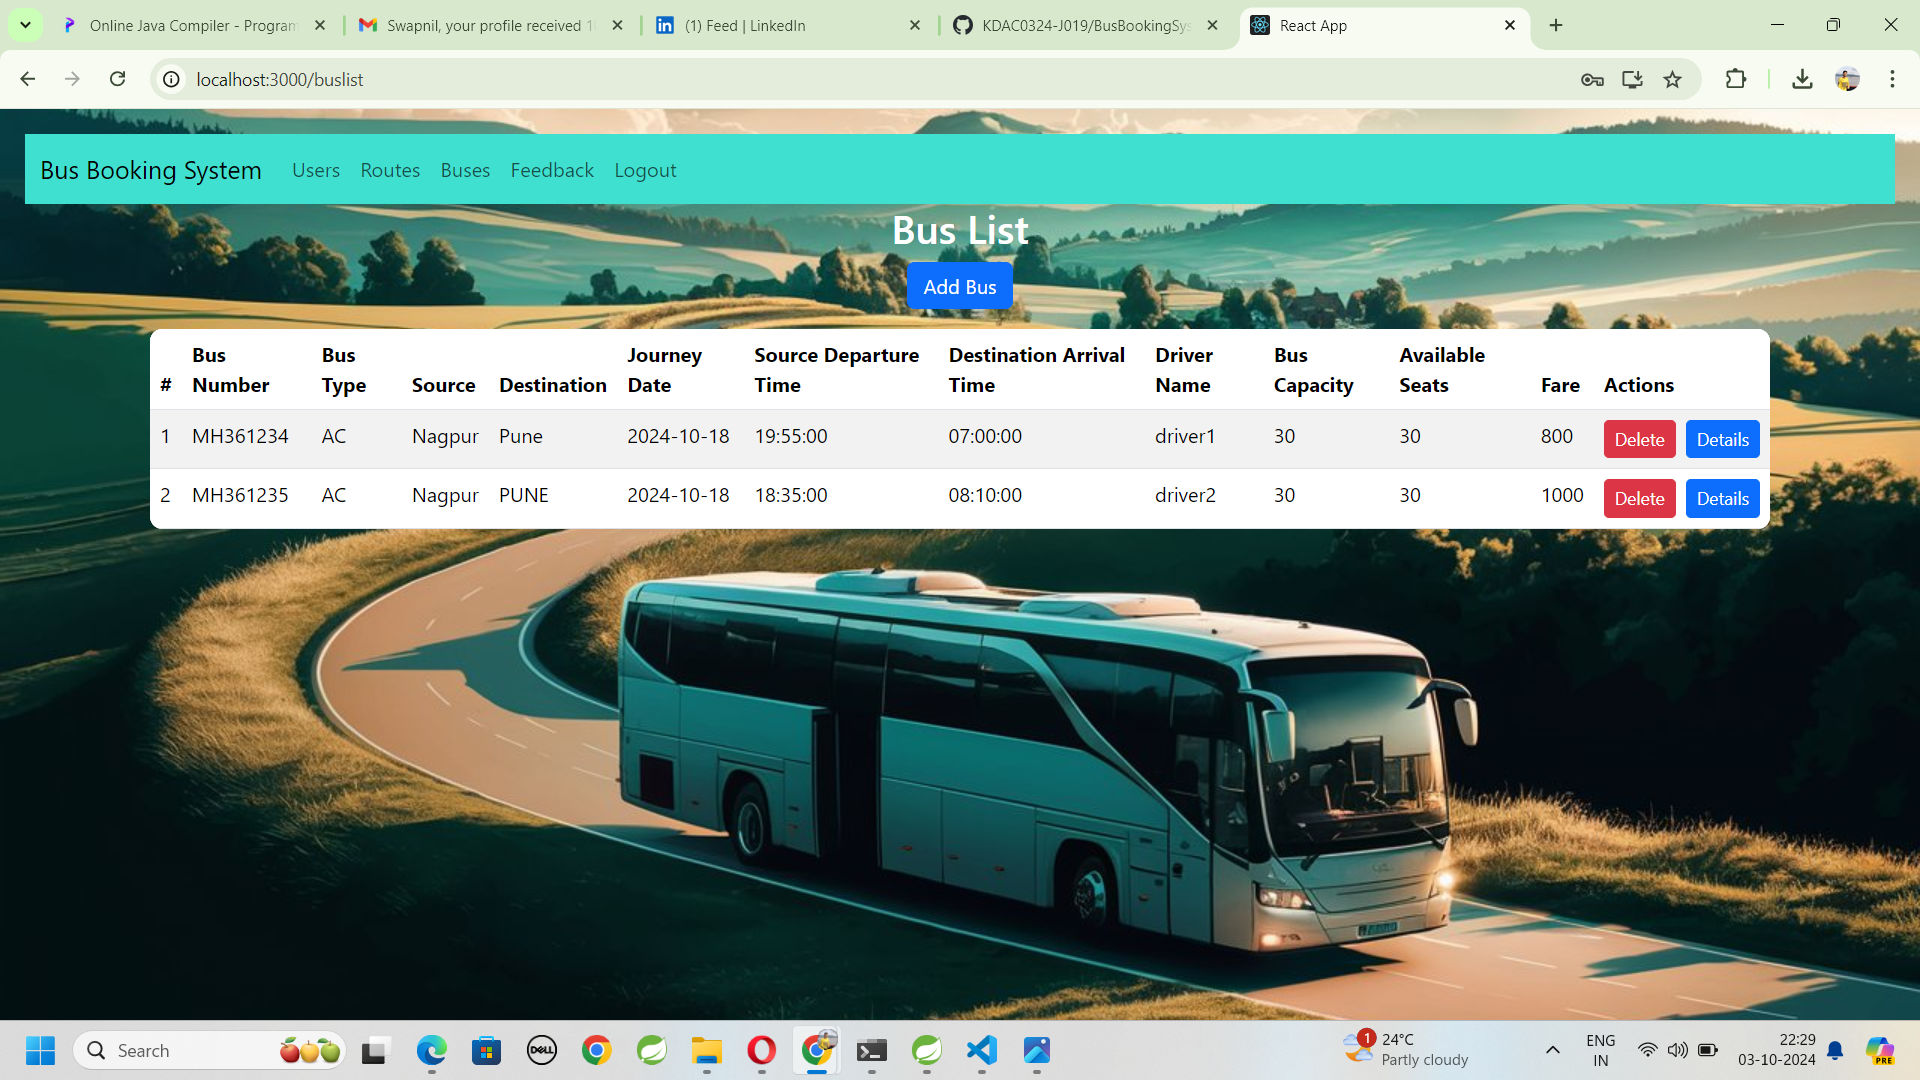 Online Java Compiler - Program
Swapnil, your profile received 1
(1) Feed | LinkedIn
KDAC0324-J019/BusBookingSys
React App
localhost:3000/buslist
Bus Booking System Users Routes Buses Feedback Logout
Bus List
Add Bus
# Bus Number Bus Type Source Destination Journey Date Source Departure Time Destination Arrival Time Driver Name Bus Capacity Available Seats Fare Actions
1 MH361234 AC Nagpur Pune 2024-10-18 19:55:00 07:00:00 driver1 30 30 800 Delete Details
2 MH361235 AC Nagpur PUNE 2024-10-18 18:35:00 08:10:00 driver2 30 30 1000 Delete Details
Search
DELL
1
24°C
Partly cloudy
ENG
IN
22:29
03-10-2024
PRE